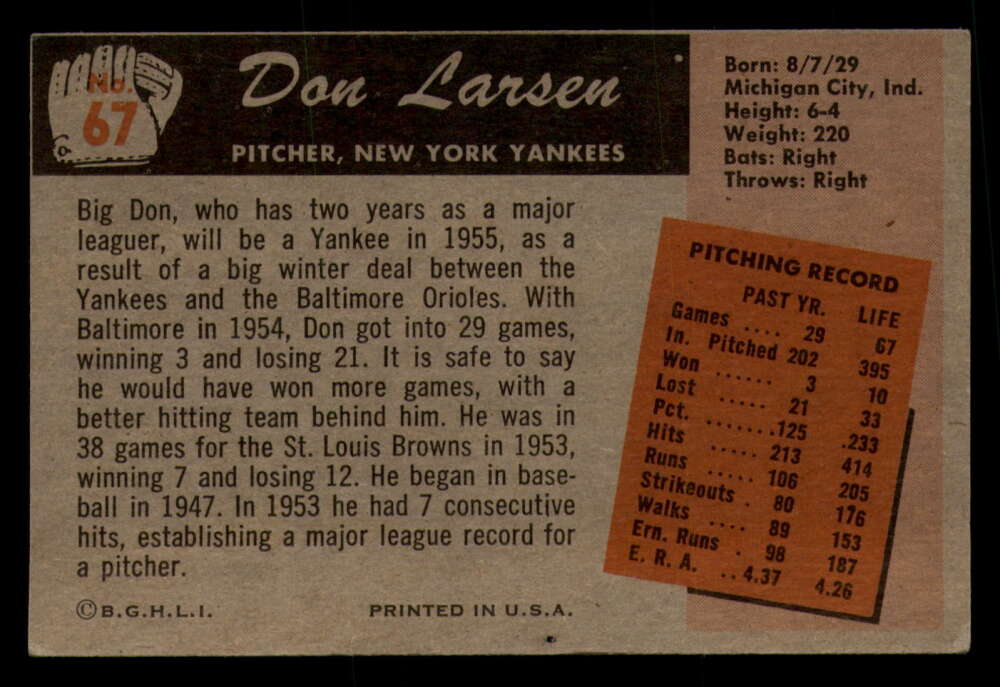 No.
67
Don Larsen
PITCHER, NEW YORK YANKEES
Born: 8/7/29
Michigan City, Ind.
Height: 6-4
Weight: 220
Bats: Right
Throws: Right
Big Don, who has two years as a major
leaguer, will be a Yankee in 1955, as a
result of a big winter deal between the
Yankees and the Baltimore Orioles. With
Baltimore in 1954, Don got into 29 games,
winning 3 and losing 21. It is safe to say
he would have won more games, with a
better hitting team behind him. He was in
38 games for the St. Louis Browns in 1953,
winning 7 and losing 12. He began in base-
ball in 1947. In 1953 he had 7 consecutive
hits, establishing a major league record for
a pitcher.
PITCHING RECORD
PAST YR. LIFE
Games .... 29 67
In. Pitched 202 395
Won ...... 3 10
Lost ..... 21 33
Pct. .......125 .233
Hits ..... 213 414
Runs .... 106 205
Strikeouts . 80 176
Walks .... 89 153
Ern. Runs . 98 187
E. R. A. ..4.37 4.26
©B.G.H.L.I. PRINTED IN U.S.A.